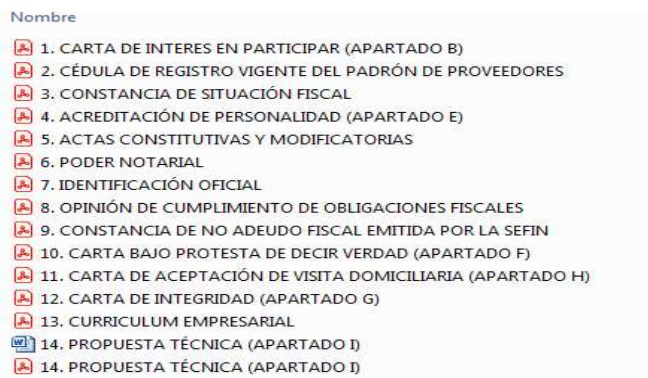 Nombre
1. CARTA DE INTERES EN PARTICIPAR (APARTADO B)
2. CÉDULA DE REGISTRO VIGENTE DEL PADRÓN DE PROVEEDORES
3. CONSTANCIA DE SITUACIÓN FISCAL
4. ACREDITACIÓN DE PERSONALIDAD (APARTADO E)
5. ACTAS CONSTITUTIVAS Y MODIFICATORIAS
6. PODER NOTARIAL
7. IDENTIFICACIÓN OFICIAL
8. OPINIÓN DE CUMPLIMIENTO DE OBLIGACIONES FISCALES
9. CONSTANCIA DE NO ADEUDO FISCAL EMITIDA POR LA SEFIN
10. CARTA BAJO PROTESTA DE DECIR VERDAD (APARTADO F)
11. CARTA DE ACEPTACIÓN DE VISITA DOMICILIARIA (APARTADO H)
12. CARTA DE INTEGRIDAD (APARTADO G)
13. CURRICULUM EMPRESARIAL
14. PROPUESTA TÉCNICA (APARTADO I)
14. PROPUESTA TÉCNICA (APARTADO I)